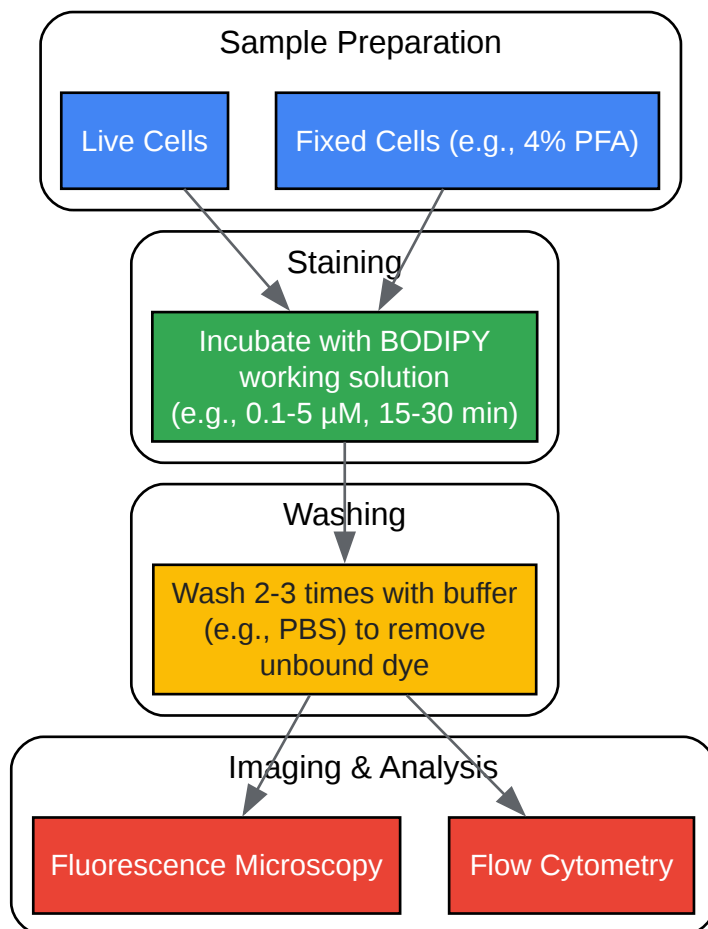 Sample Preparation
Live Cells
Fixed Cells (e.g., 4% PFA)
Staining
Incubate with BODIPY
working solution
(e.g., 0.1-5 µM, 15-30 min)
Washing
Wash 2-3 times with buffer
(e.g., PBS) to remove
unbound dye
Imaging & Analysis
Fluorescence Microscopy
Flow Cytometry